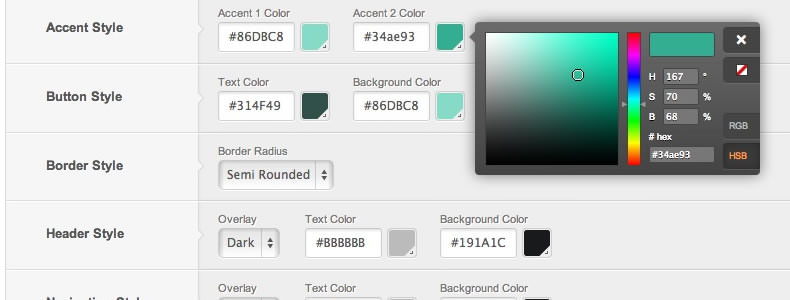 Accent Style
Accent 1 Color Accent 2 Color
#86DBC8 #34ae93
H 167 °
S 70 %
B 68 %
# hex
#34ae93
RGB
HSB
Button Style
Text Color Background Color
#314F49 #86DBC8
Border Style
Border Radius
Semi Rounded
Header Style
Overlay Text Color Background Color
Dark #BBBBBB #191A1C
Overlay Text Color Background Color